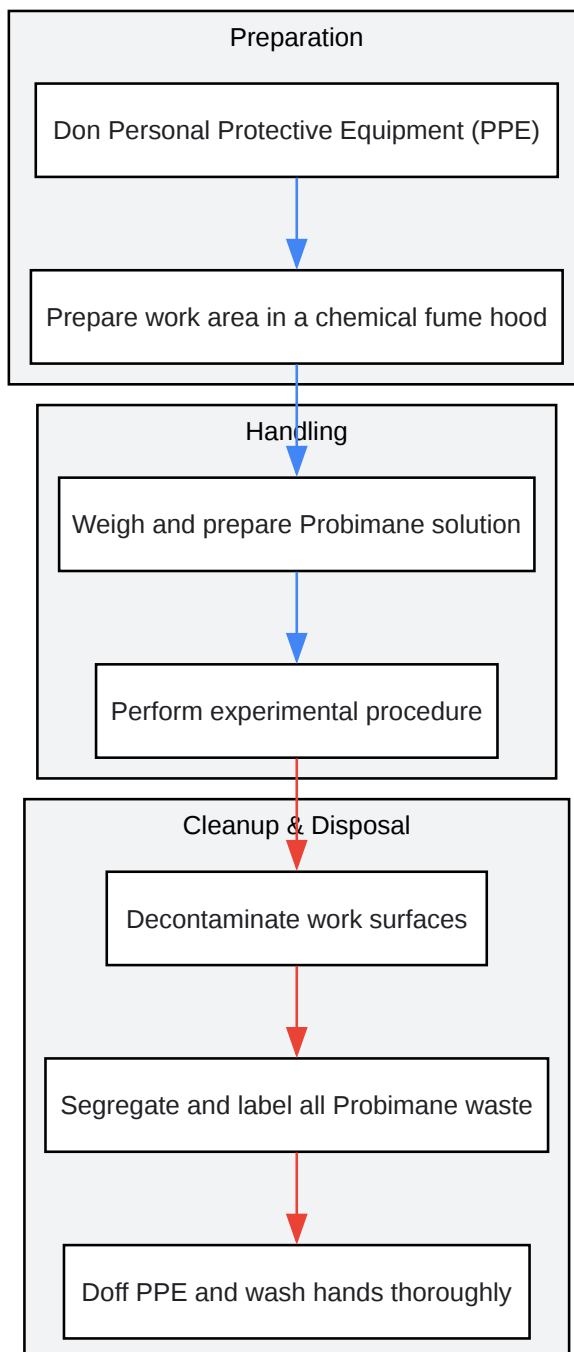 Preparation
Don Personal Protective Equipment (PPE)
Prepare work area in a chemical fume hood
Handling
Weigh and prepare Probimane solution
Perform experimental procedure
Cleanup & Disposal
Decontaminate work surfaces
Segregate and label all Probimane waste
Doff PPE and wash hands thoroughly